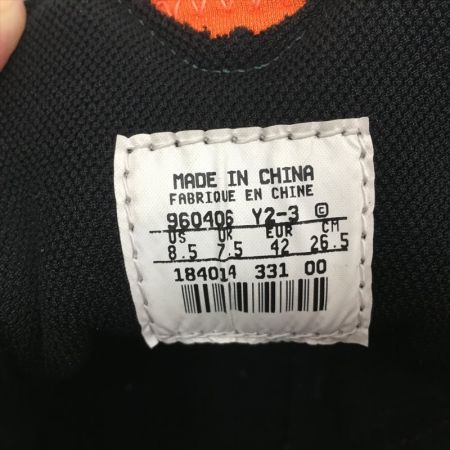 MADE IN CHINA
FABRIQUE EN CHINE
960406 Y2-3 ©
US UK EUR CM
8.5 7.5 42 26.5
184014 331 00